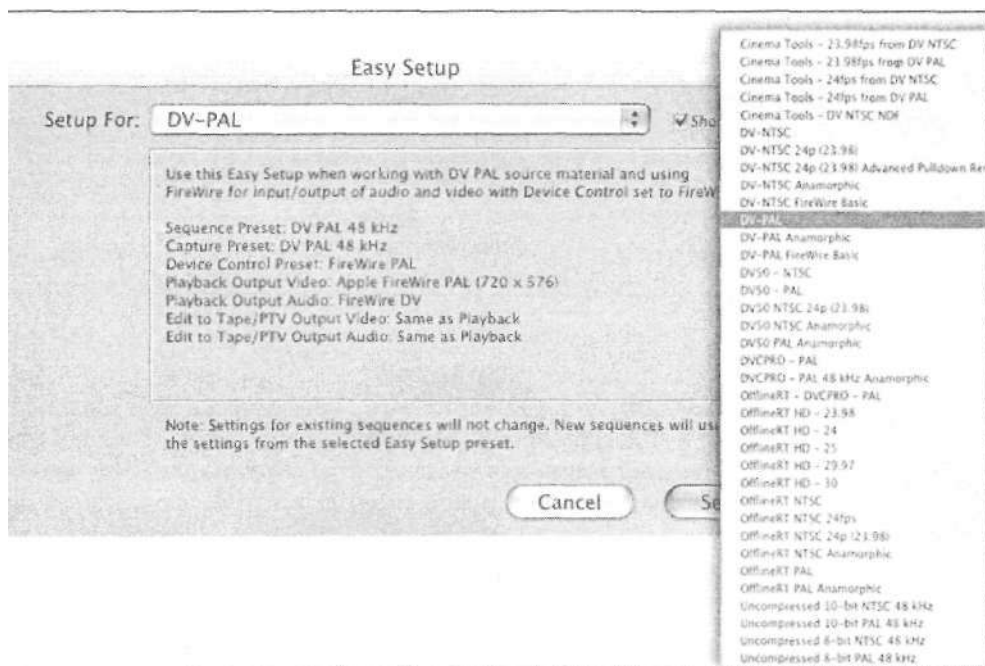 Easy Setup
Setup For: DV-PAL
Sho
Use this Easy Setup when working with DV PAL source material and using
FireWire for input/output of audio and video with Device Control set to FireW
Sequence Preset: DV PAL 48 kHz
Capture Preset: DV PAL 48 kHz
Device Control Preset: FireWire PAL
Playback Output Video: Apple FireWire PAL (720 x 576)
Playback Output Audio: FireWire DV
Edit to Tape/PTV Output Video: Same as Playback
Edit to Tape/PTV Output Audio: Same as Playback
Note: Settings for existing sequences will not change. New sequences will us
the settings from the selected Easy Setup preset.
Cancel
Se
Cinema Tools - 23.98fps from DV NTSC
Cinema Tools - 23.98fps from DV PAL
Cinema Tools - 24fps from DV NTSC
Cinema Tools - 24fps from DV PAL
Cinema Tools - DV NTSC NDF
DV-NTSC
DV-NTSC 24p (23.98)
DV-NTSC 24p (23.98) Advanced Pulldown Re
DV-NTSC Anamorphic
DV-NTSC FireWire Basic
DV-PAL
DV-PAL Anamorphic
DV-PAL FireWire Basic
DV50 - NTSC
DV50 - PAL
DV50 NTSC 24p (23.98)
DV50 NTSC Anamorphic
DV50 PAL Anamorphic
DVCPRO - PAL
DVCPRO - PAL 48 kHz Anamorphic
OfflineRT - DVCPRO - PAL
OfflineRT HD - 23.98
OfflineRT HD - 24
OfflineRT HD - 25
OfflineRT HD - 29.97
OfflineRT HD - 30
OfflineRT NTSC
OfflineRT NTSC 24fps
OfflineRT NTSC 24p (23.98)
OfflineRT NTSC Anamorphic
OfflineRT PAL
OfflineRT PAL Anamorphic
Uncompressed 10-bit NTSC 48 kHz
Uncompressed 10-bit PAL 48 kHz
Uncompressed 8-bit NTSC 48 kHz
Uncompressed 8-bit PAL 48 kHz